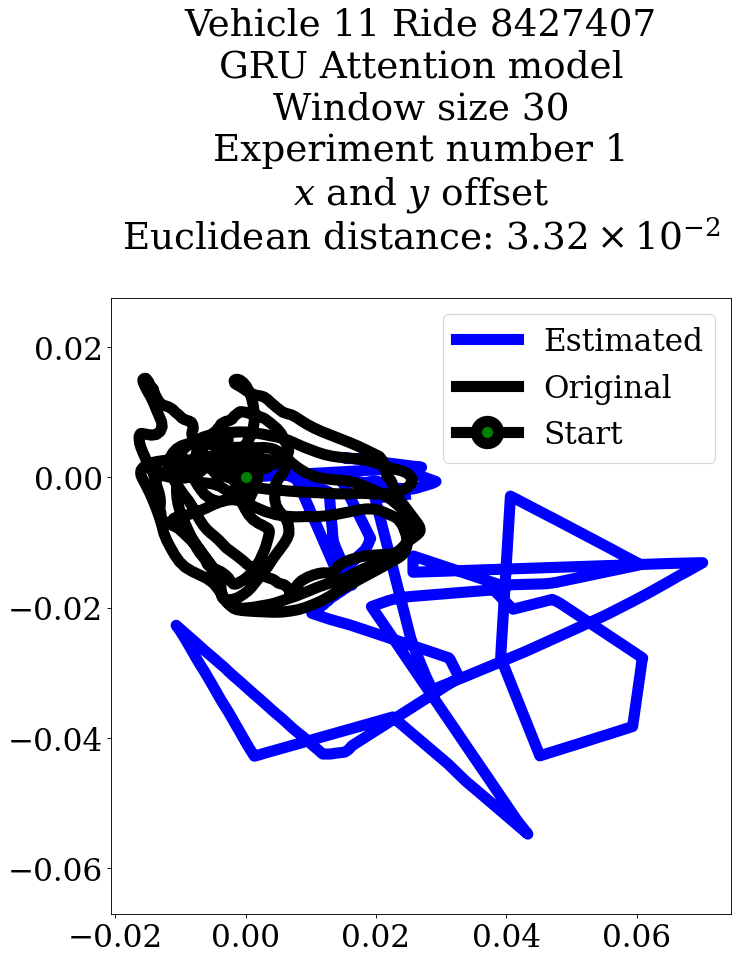 Vehicle 11 Ride 8427407
GRU Attention model
Window size 30
Experiment number 1
x and y offset
Euclidean distance: 3.32 × 10⁻²
Estimated
Original
Start
0.02
0.00
−0.02
−0.04
−0.06
−0.02 0.00 0.02 0.04 0.06